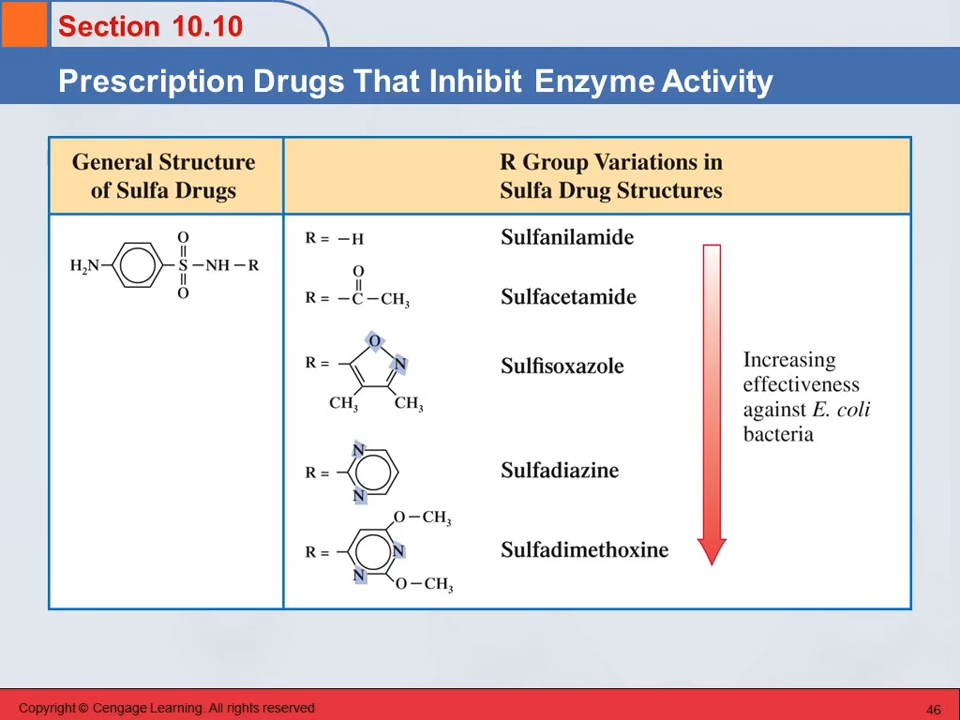 Section 10.10
Prescription Drugs That Inhibit Enzyme Activity
General Structure
of Sulfa Drugs
R Group Variations in
Sulfa Drug Structures
O
H₂N
S
NH
R
O
R = −H
Sulfanilamide
O
R = −C−CH₃
Sulfacetamide
O
R =
N
CH₃
CH₃
Sulfisoxazole
N
R =
N
Sulfadiazine
O−CH₃
R =
N
N
O−CH₃
Sulfadimethoxine
Increasing
effectiveness
against E. coli
bacteria
Copyright © Cengage Learning. All rights reserved
46